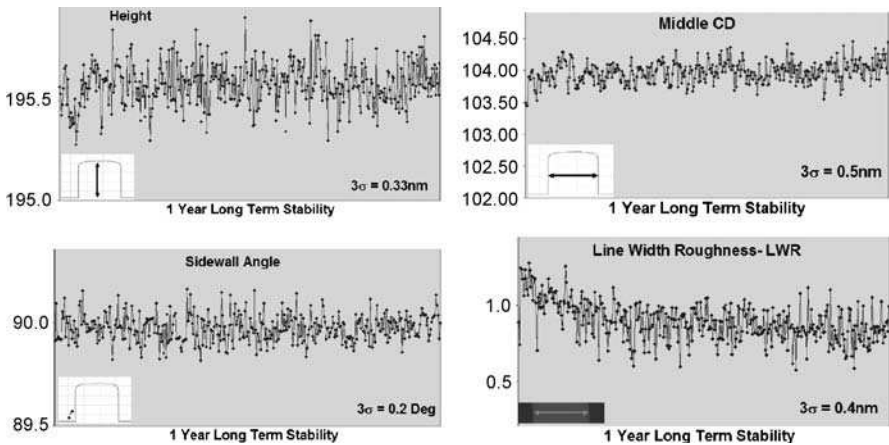 Height
195.5
195.0
3σ = 0.33nm
1 Year Long Term Stability
Middle CD
104.50
104.00
103.50
103.00
102.50
102.00
3σ = 0.5nm
1 Year Long Term Stability
Sidewall Angle
90.0
89.5
3σ = 0.2 Deg
1 Year Long Term Stability
Line Width Roughness- LWR
1.0
0.5
3σ = 0.4nm
1 Year Long Term Stability